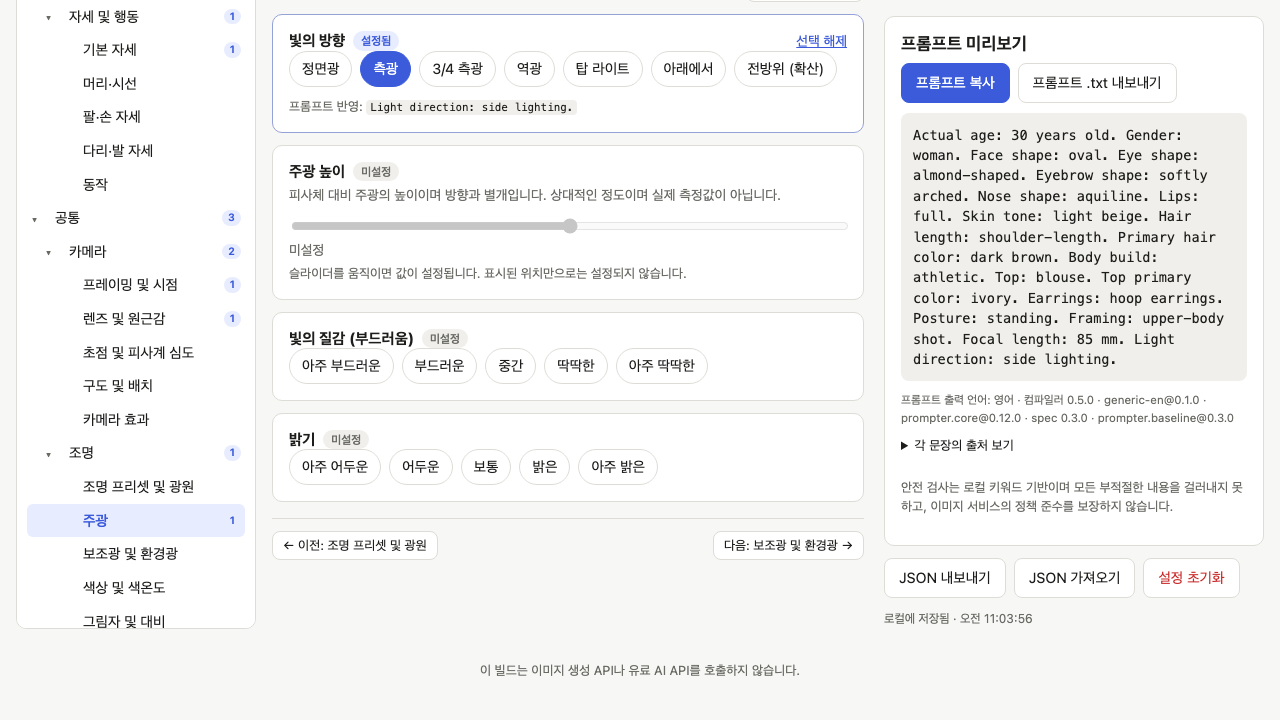 자세 및 행동 1
기본 자세 1
머리·시선
팔·손 자세
다리·발 자세
동작
공통 3
카메라 2
프레이밍 및 시점 1
렌즈 및 원근감 1
초점 및 피사계 심도
구도 및 배치
카메라 효과
조명 1
조명 프리셋 및 광원
주광 1
보조광 및 환경광
색상 및 색온도
그림자 및 대비
빛의 방향 설정됨 선택 해제
정면광 측광 3/4 측광 역광 탑 라이트 아래에서 전방위 (확산)
프롬프트 반영: Light direction: side lighting.
주광 높이 미설정
피사체 대비 주광의 높이이며 방향과 별개입니다. 상대적인 정도이며 실제 측정값이 아닙니다.
미설정
슬라이더를 움직이면 값이 설정됩니다. 표시된 위치만으로는 설정되지 않습니다.
빛의 질감 (부드러움) 미설정
아주 부드러운 부드러운 중간 딱딱한 아주 딱딱한
밝기 미설정
아주 어두운 어두운 보통 밝은 아주 밝은
← 이전: 조명 프리셋 및 광원 다음: 보조광 및 환경광 →
프롬프트 미리보기
프롬프트 복사 프롬프트 .txt 내보내기
Actual age: 30 years old. Gender:
woman. Face shape: oval. Eye shape:
almond-shaped. Eyebrow shape: softly
arched. Nose shape: aquiline. Lips:
full. Skin tone: light beige. Hair
length: shoulder-length. Primary hair
color: dark brown. Body build:
athletic. Top: blouse. Top primary
color: ivory. Earrings: hoop earrings.
Posture: standing. Framing: upper-body
shot. Focal length: 85 mm. Light
direction: side lighting.
프롬프트 출력 언어: 영어 · 컴파일러 0.5.0 · generic-en@0.1.0 ·
prompter.core@0.12.0 · spec 0.3.0 · prompter.baseline@0.3.0
각 문장의 출처 보기
안전 검사는 로컬 키워드 기반이며 모든 부적절한 내용을 걸러내지 못
하고, 이미지 서비스의 정책 준수를 보장하지 않습니다.
JSON 내보내기 JSON 가져오기 설정 초기화
로컬에 저장됨 · 오전 11:03:56
이 빌드는 이미지 생성 API나 유료 AI API를 호출하지 않습니다.